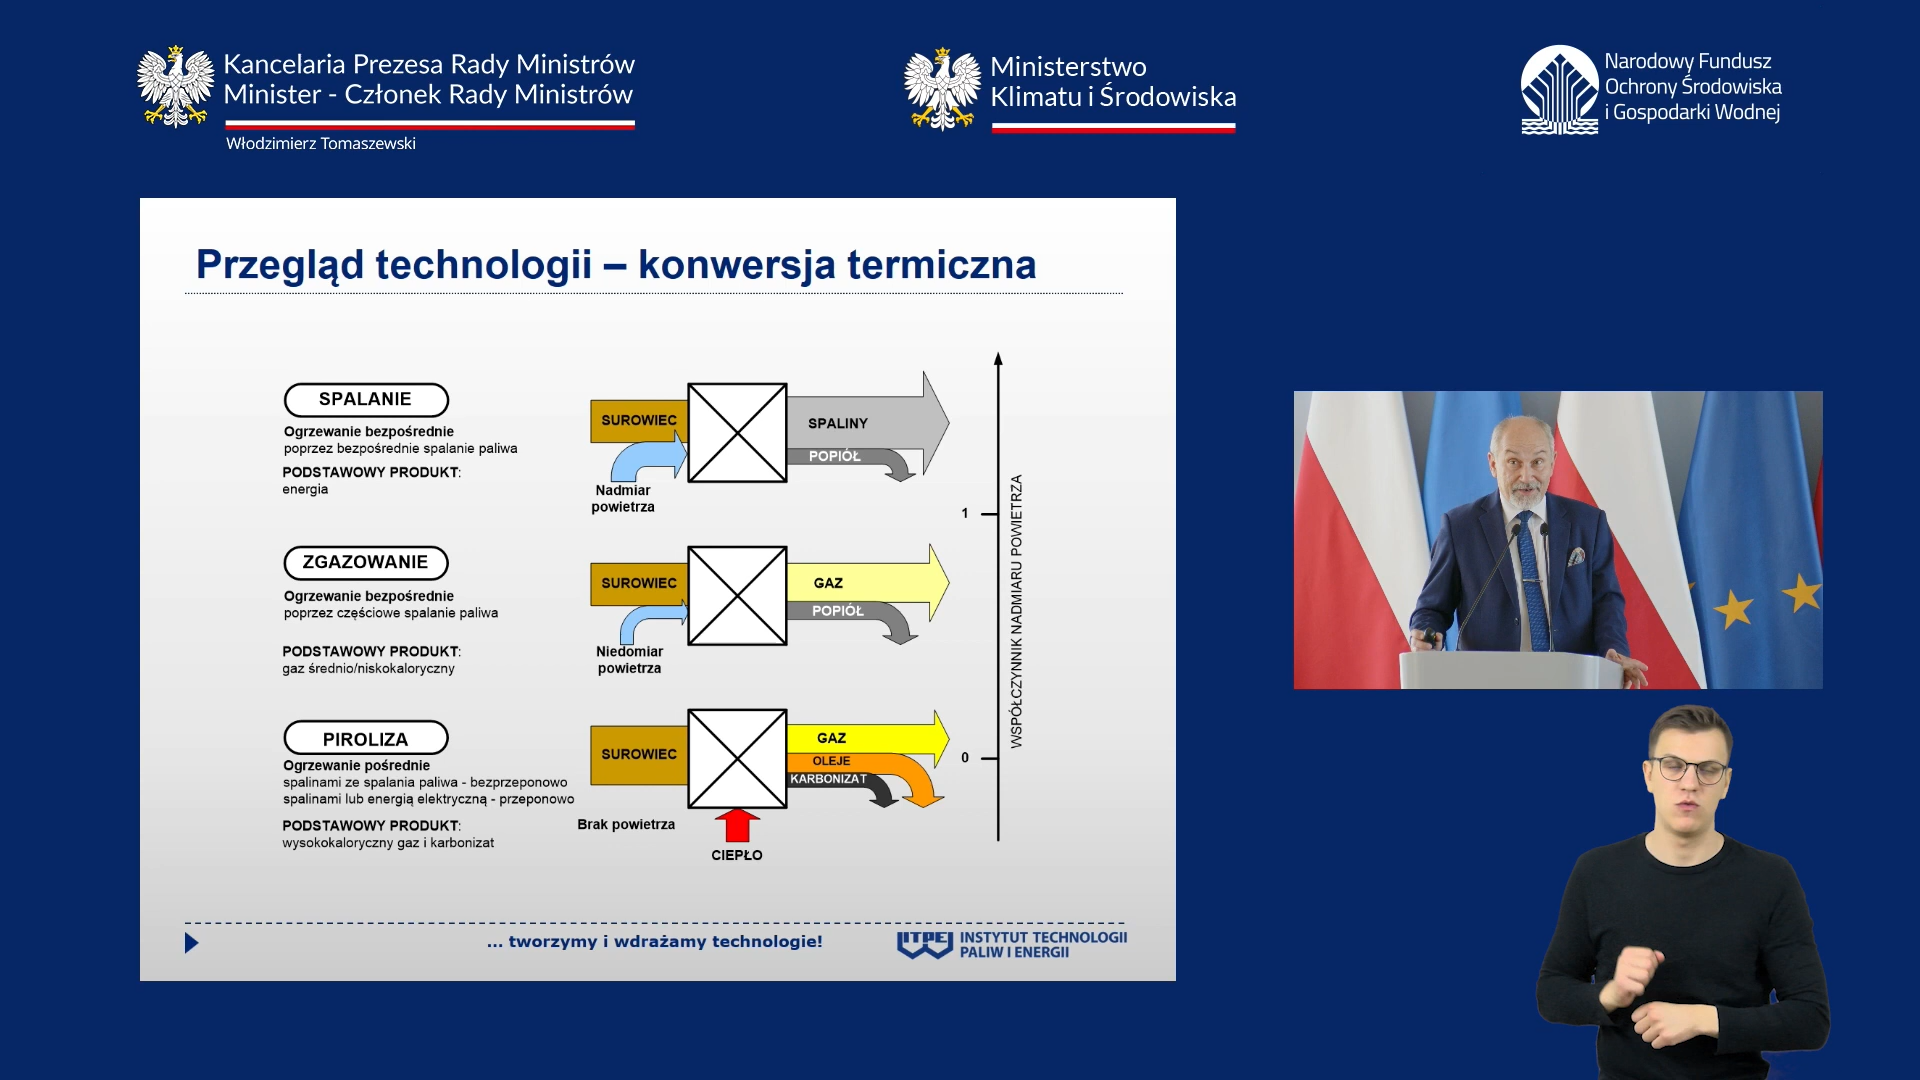 Kancelaria Prezesa Rady Ministrów
Minister - Członek Rady Ministrów
Włodzimierz Tomaszewski
Ministerstwo
Klimatu i Środowiska
Narodowy Fundusz
Ochrony Środowiska
i Gospodarki Wodnej
Przegląd technologii – konwersja termiczna
SPALANIE
Ogrzewanie bezpośrednie
poprzez bezpośrednie spalanie paliwa
PODSTAWOWY PRODUKT:
energia
SUROWIEC
Nadmiar
powietrza
SPALINY
POPIÓŁ
ZGAZOWANIE
Ogrzewanie bezpośrednie
poprzez częściowe spalanie paliwa
PODSTAWOWY PRODUKT:
gaz średnio/niskokaloryczny
SUROWIEC
Niedomiar
powietrza
GAZ
POPIÓŁ
PIROLIZA
Ogrzewanie pośrednie
spalinami ze spalania paliwa - bezprzeponowo
spalinami lub energią elektryczną - przeponowo
PODSTAWOWY PRODUKT:
wysokokaloryczny gaz i karbonizat
SUROWIEC
Brak powietrza
CIEPŁO
GAZ
OLEJE
KARBONIZAT
1
0
WSPÓŁCZYNNIK NADMIARU POWIETRZA
... tworzymy i wdrażamy technologie!
ITPE
INSTYTUT TECHNOLOGII
PALIW I ENERGII